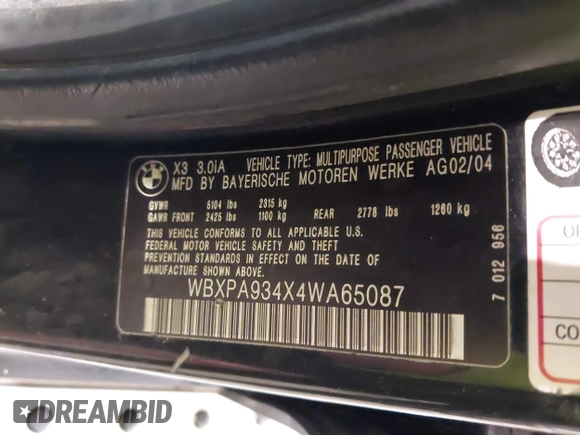 BMW
X3 3.0iA VEHICLE TYPE: MULTIPURPOSE PASSENGER VEHICLE
MFD BY BAYERISCHE MOTOREN WERKE AG02/04
GVWR 5104 lbs 2315 kg
GAWR FRONT 2425 lbs 1100 kg REAR 2778 lbs 1260 kg
THIS VEHICLE CONFORMS TO ALL APPLICABLE U.S.
FEDERAL MOTOR VEHICLE SAFETY AND THEFT
PREVENTION STANDARDS IN EFFECT ON THE DATE OF
MANUFACTURE SHOWN ABOVE.
WBXPA934X4WA65087
7 012 956
CO
DREAMBID